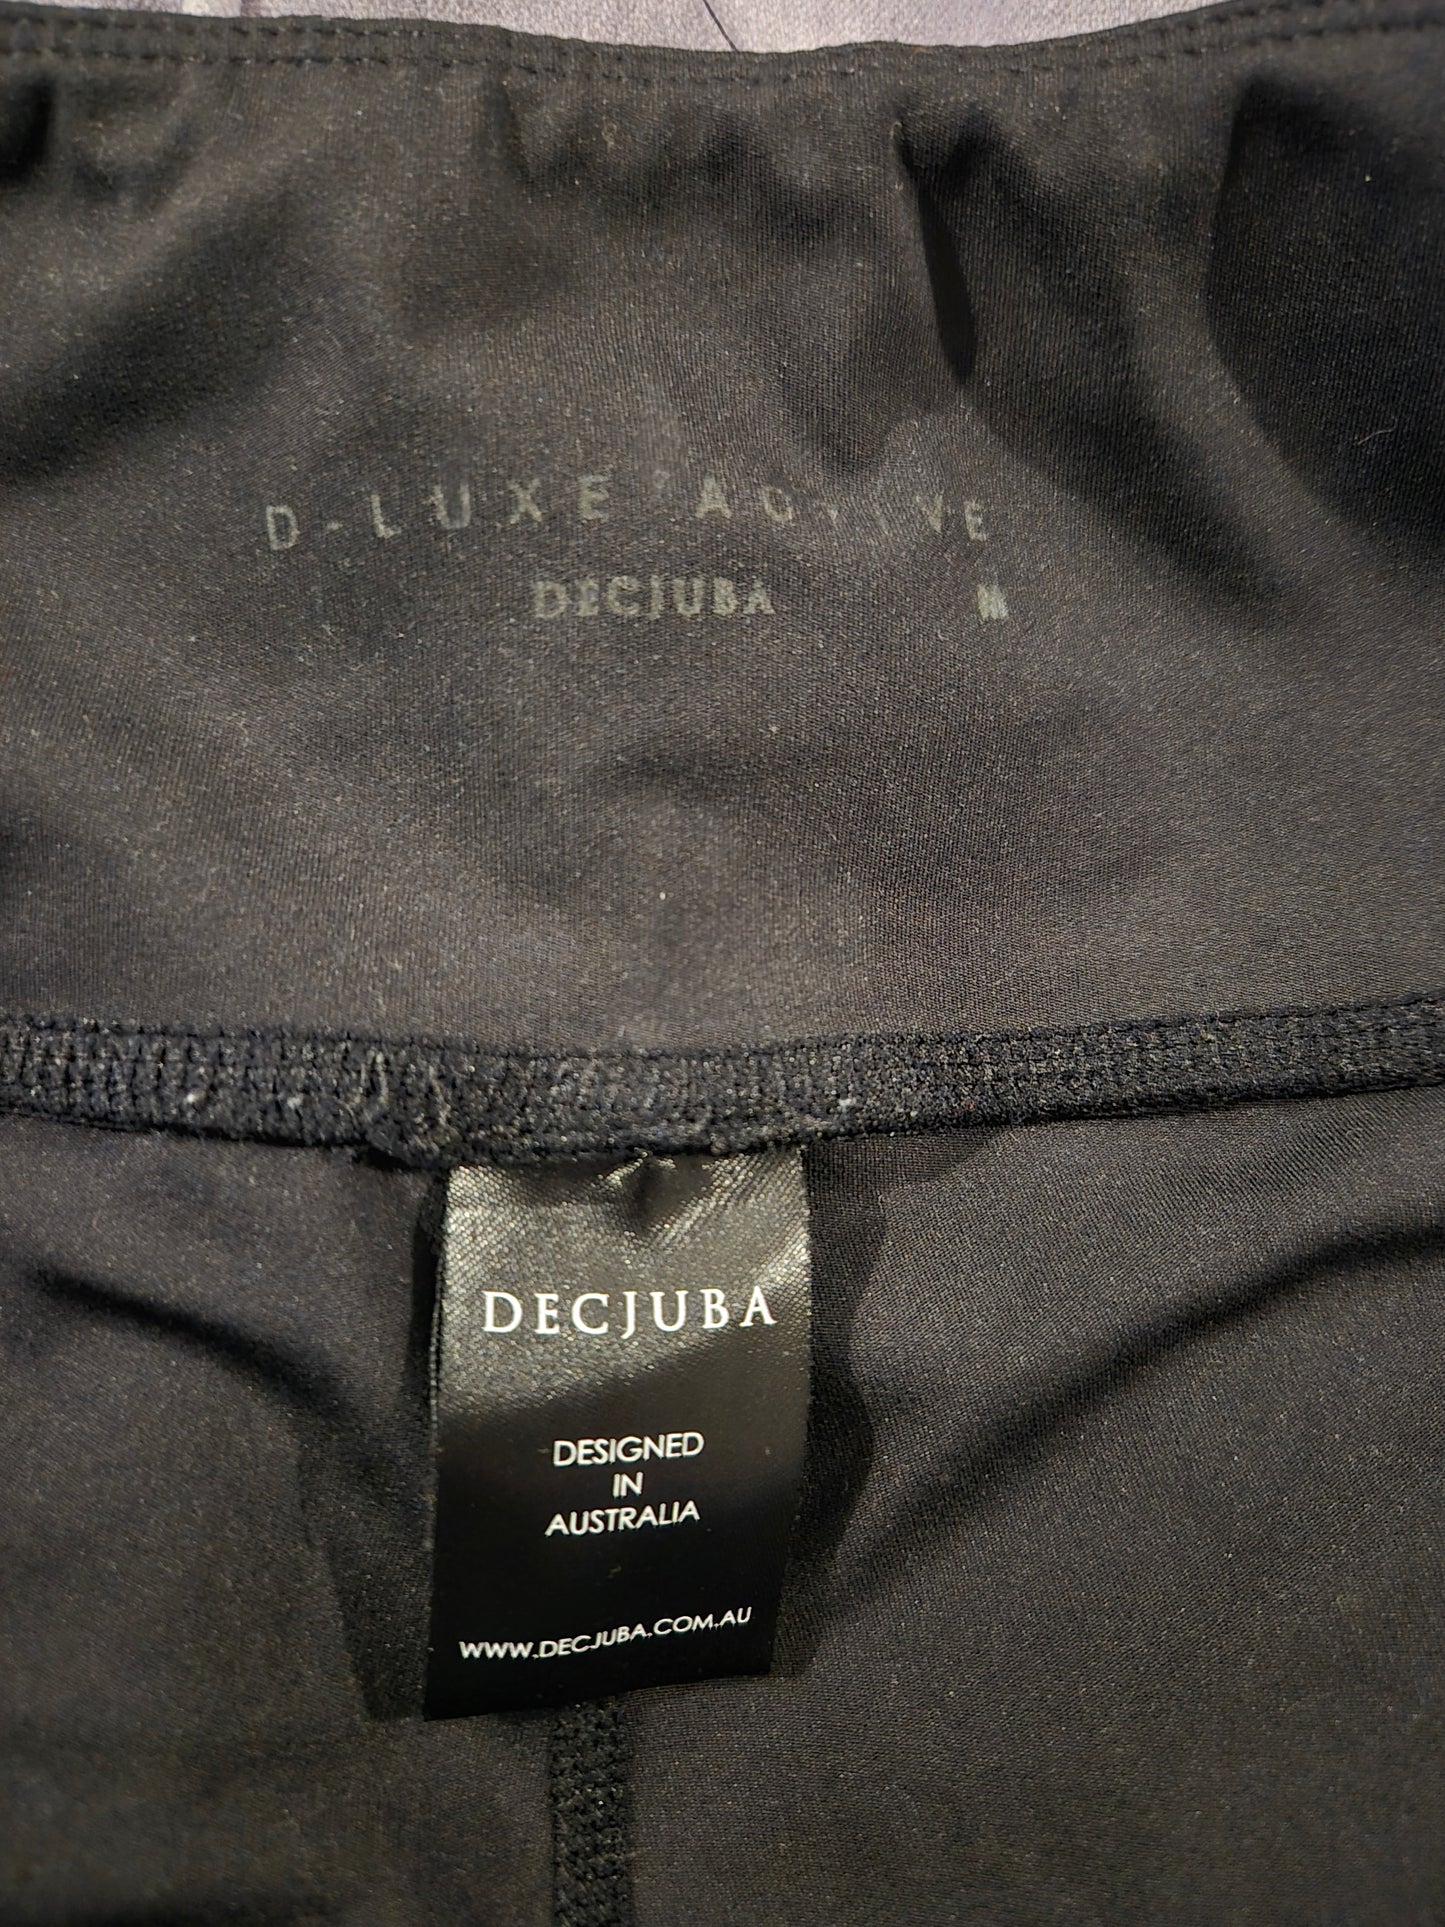 D-LUXE ACTIVE
DECJUBA M
DECJUBA
DESIGNED
IN
AUSTRALIA
WWW.DECJUBA.COM.AU